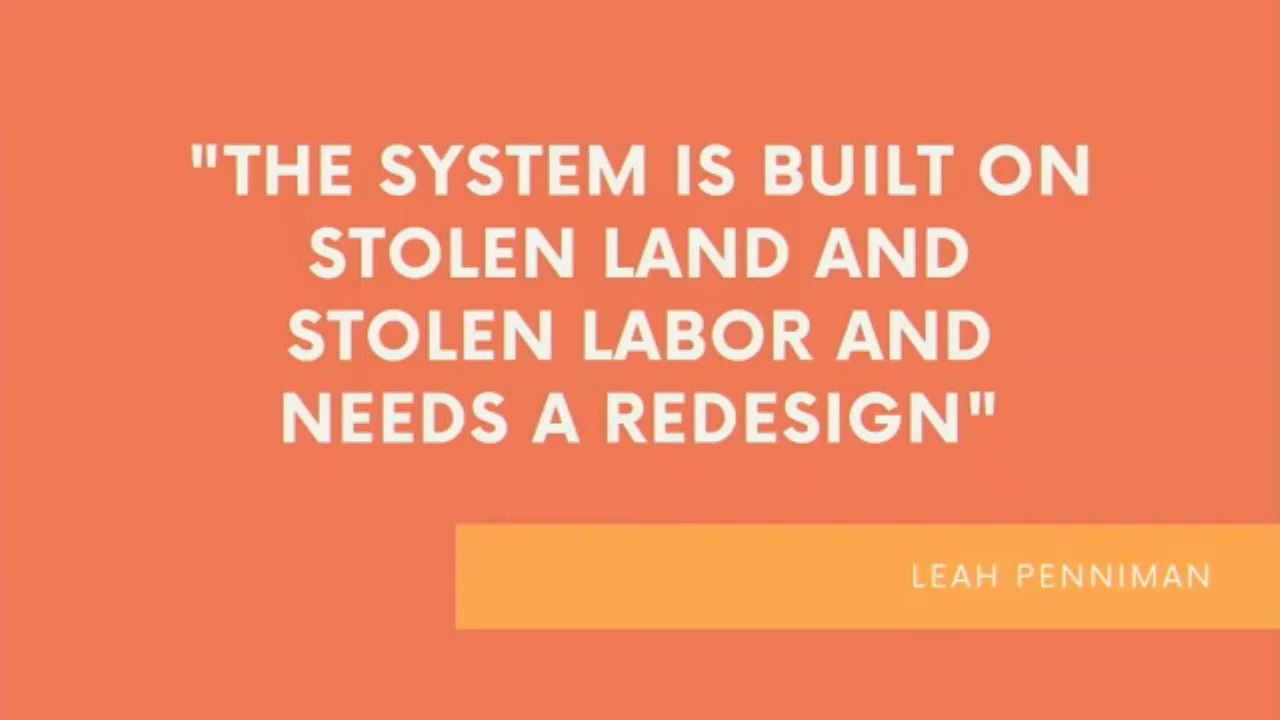 "THE SYSTEM IS BUILT ON
STOLEN LAND AND
STOLEN LABOR AND
NEEDS A REDESIGN"
LEAH PENNIMAN